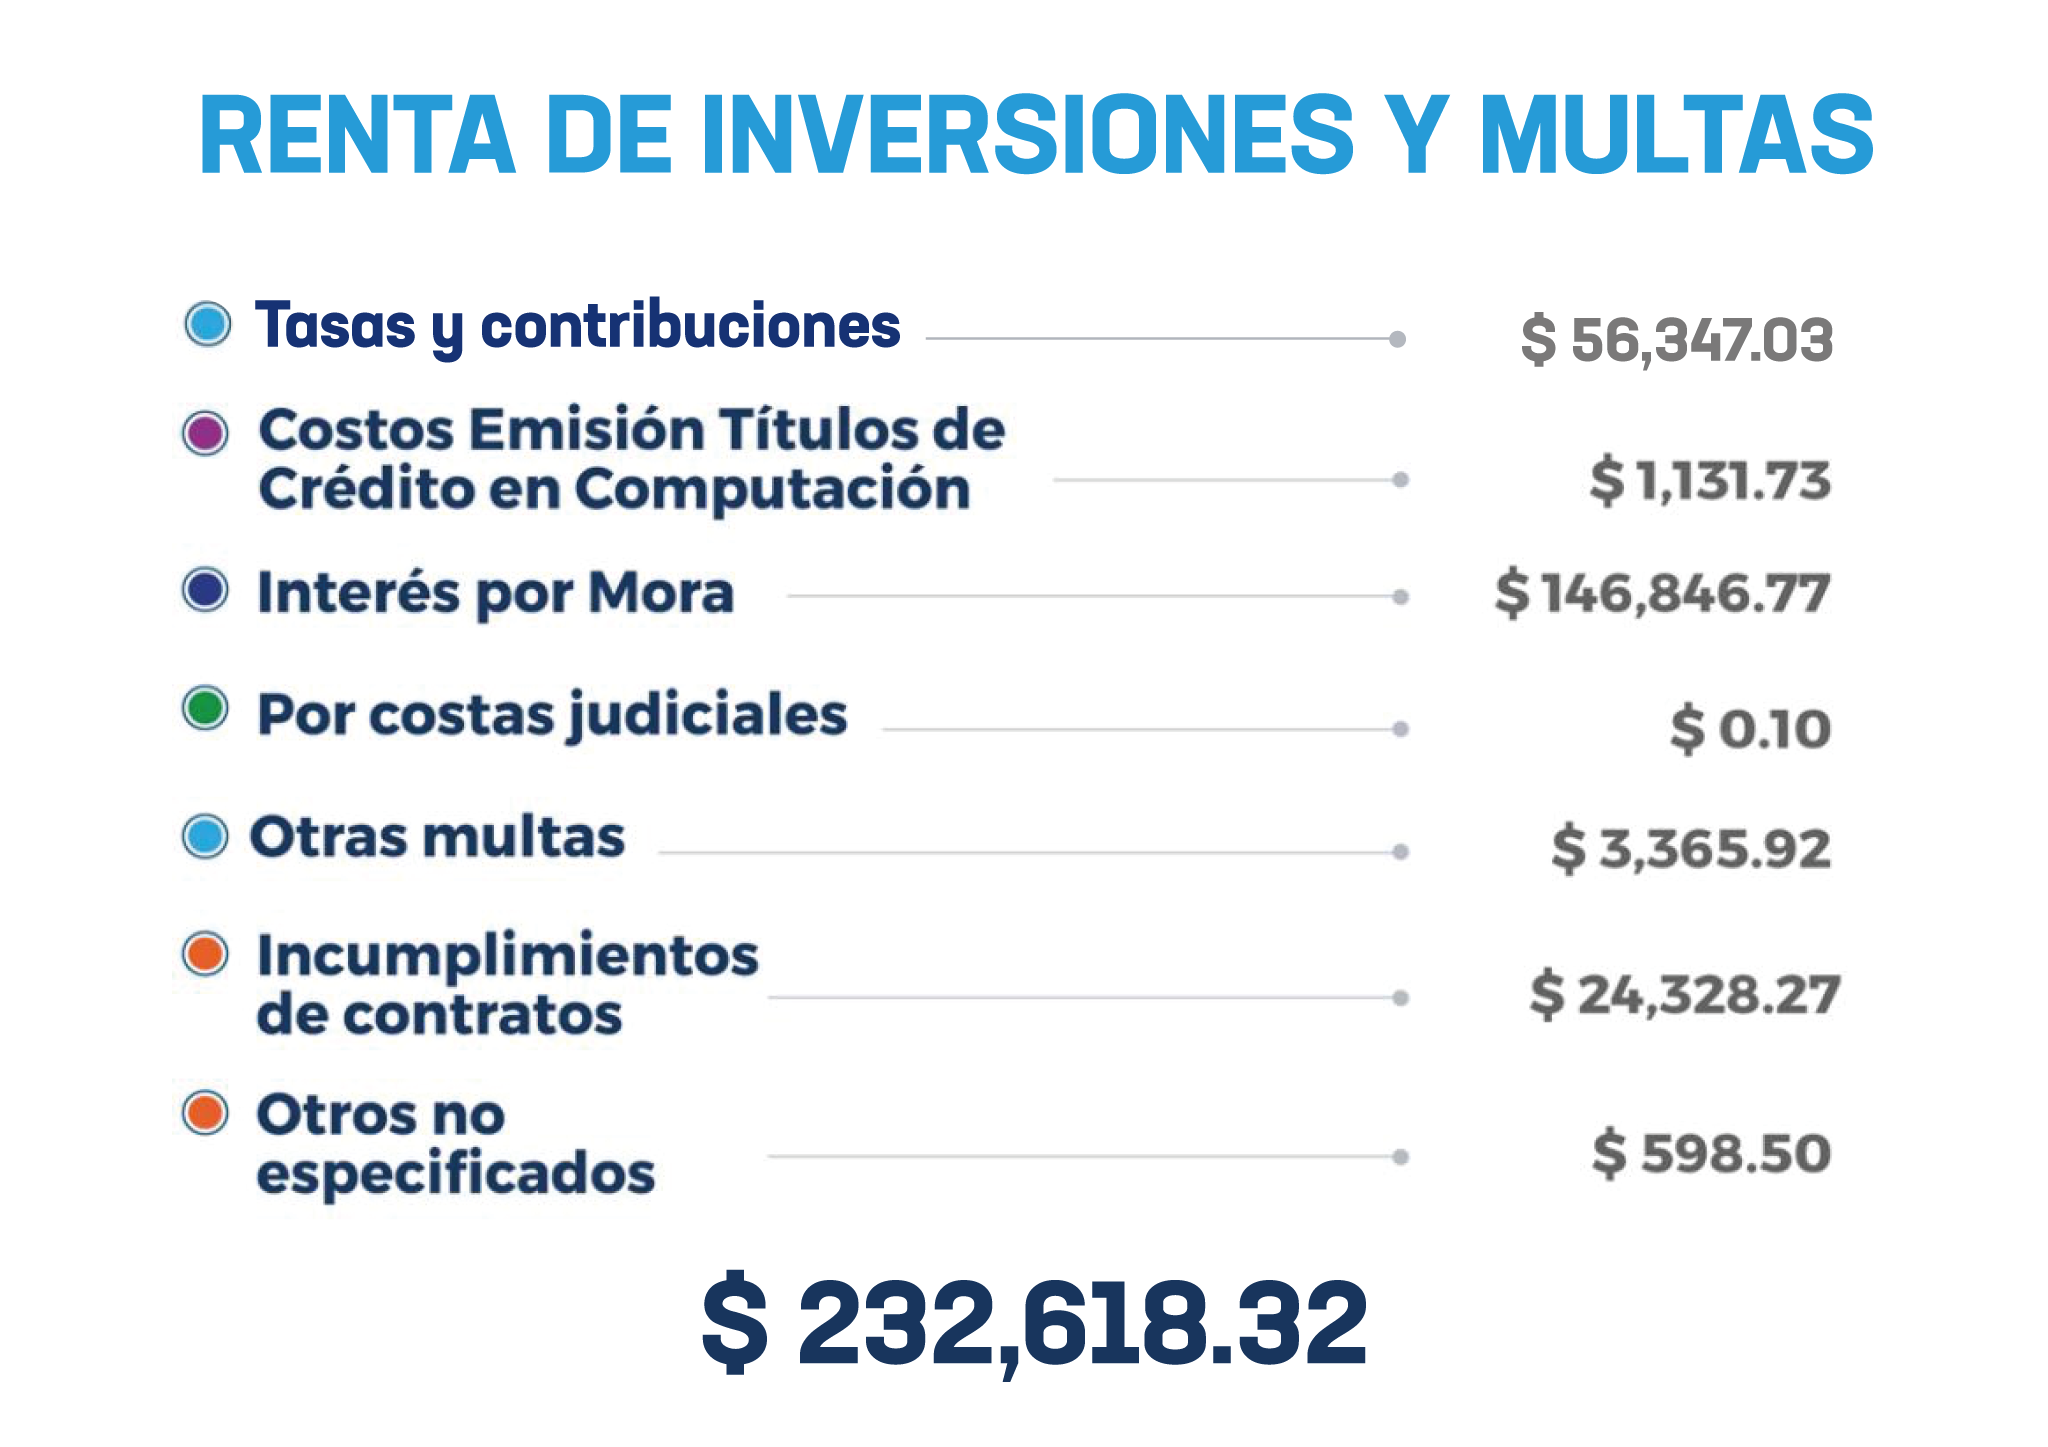 RENTA DE INVERSIONES Y MULTAS
Tasas y contribuciones $ 56,347.03
Costos Emisión Títulos de
Crédito en Computación $ 1,131.73
Interés por Mora $ 146,846.77
Por costas judiciales $ 0.10
Otras multas $ 3,365.92
Incumplimientos
de contratos $ 24,328.27
Otros no
especificados $ 598.50
$ 232,618.32